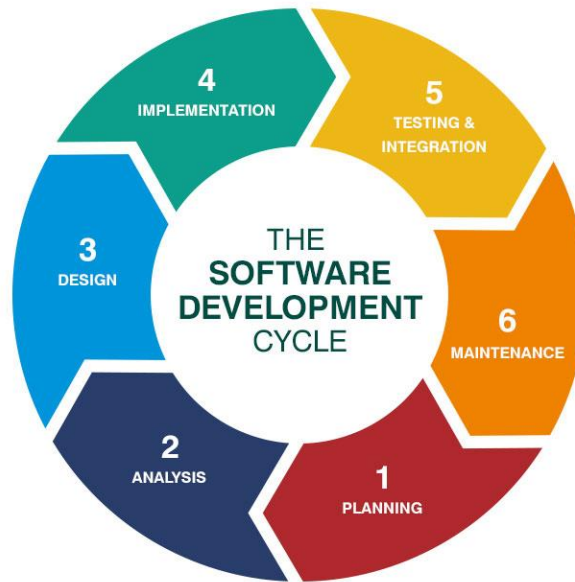 THE
SOFTWARE
DEVELOPMENT
CYCLE
1
PLANNING
2
ANALYSIS
3
DESIGN
4
IMPLEMENTATION
5
TESTING &
INTEGRATION
6
MAINTENANCE